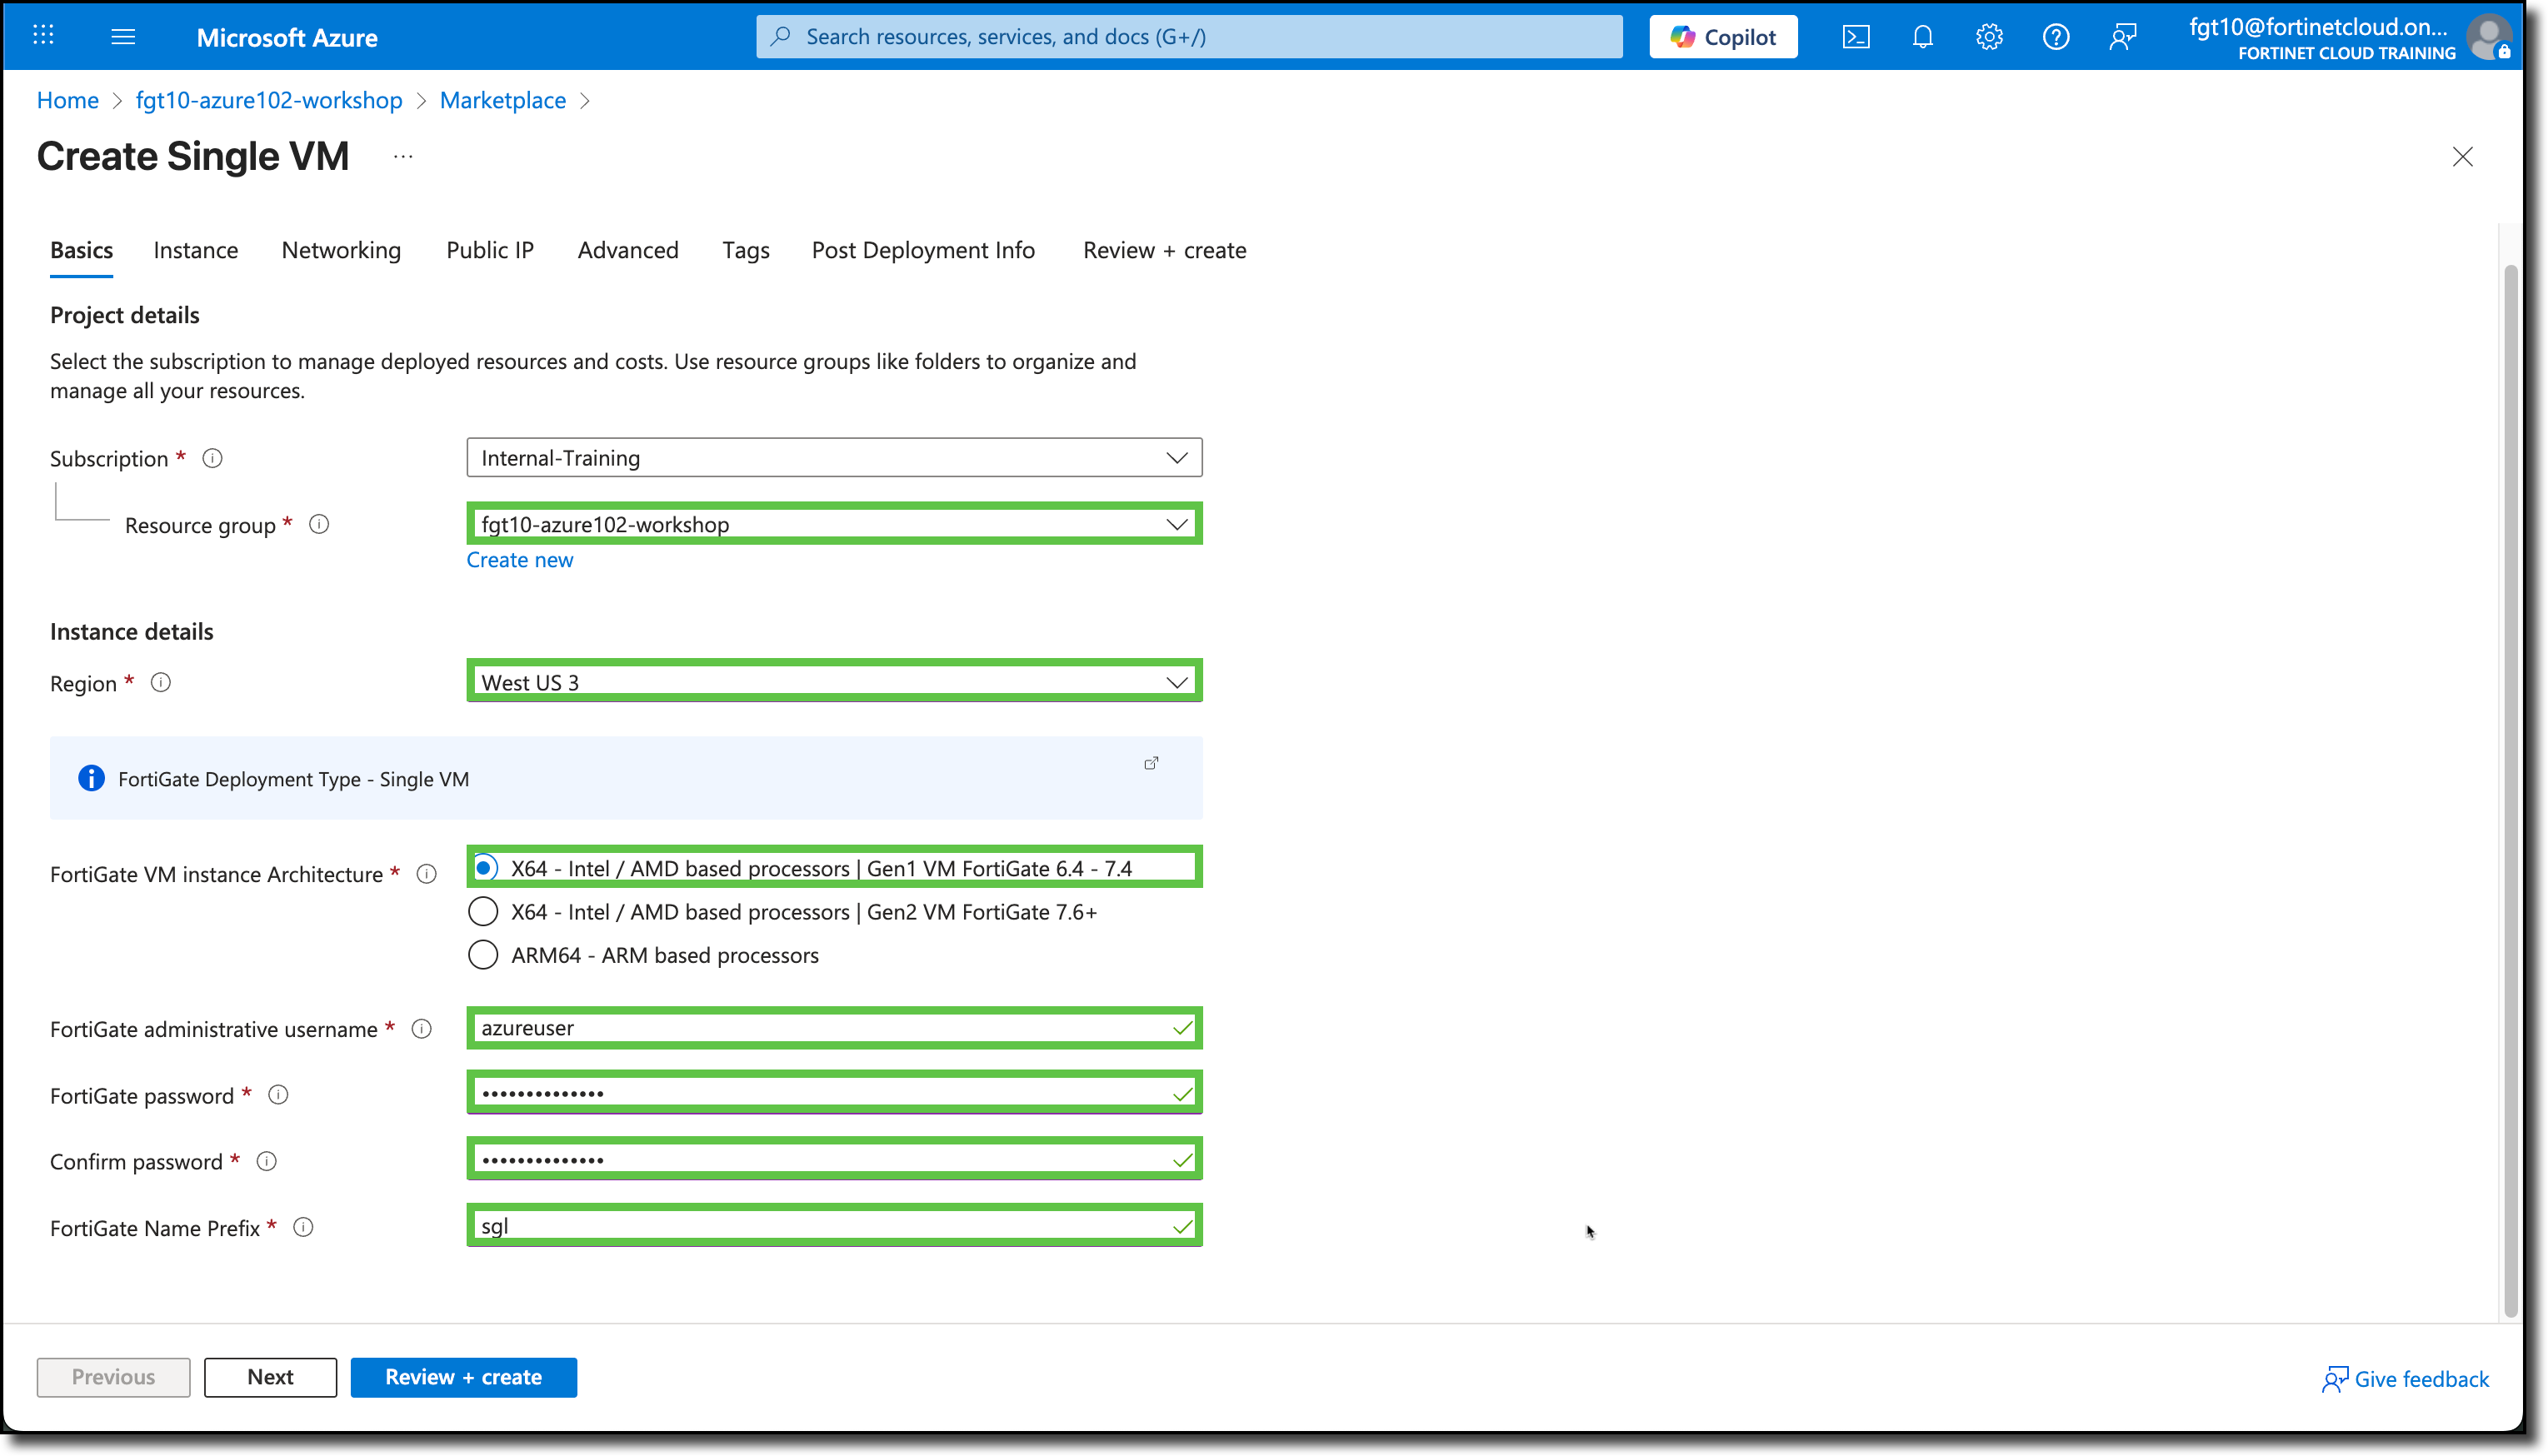 Microsoft Azure
Search resources, services, and docs (G+/)
Copilot
fgt10@fortinetcloud.on...
FORTINET CLOUD TRAINING
Home > fgt10-azure102-workshop > Marketplace >
Create Single VM ...
Basics Instance Networking Public IP Advanced Tags Post Deployment Info Review + create
Project details
Select the subscription to manage deployed resources and costs. Use resource groups like folders to organize and
manage all your resources.
Subscription * Internal-Training
Resource group * fgt10-azure102-workshop
Create new
Instance details
Region * West US 3
FortiGate Deployment Type - Single VM
FortiGate VM instance Architecture * X64 - Intel / AMD based processors | Gen1 VM FortiGate 6.4 - 7.4
X64 - Intel / AMD based processors | Gen2 VM FortiGate 7.6+
ARM64 - ARM based processors
FortiGate administrative username * azureuser
FortiGate password * ••••••••••••••
Confirm password * ••••••••••••••
FortiGate Name Prefix * sgl
Previous Next Review + create
Give feedback